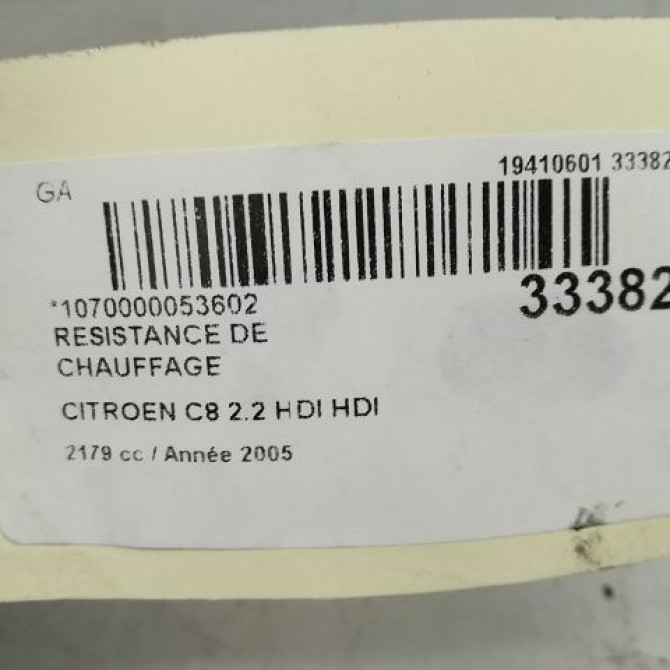 GA
19410601 33382
*1070000053602
33382
RESISTANCE DE
CHAUFFAGE
CITROEN C8 2.2 HDI HDI
2179 cc / Année 2005